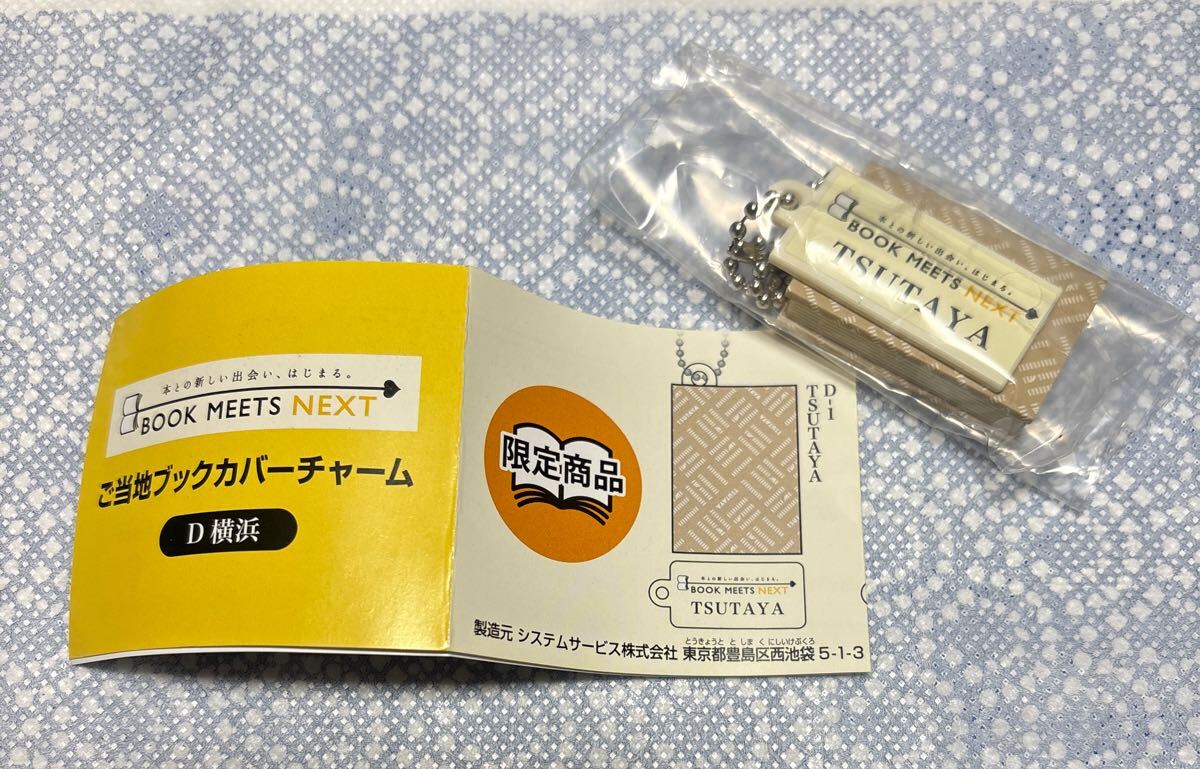 本との新しい出会い、はじまる。
BOOK MEETS NEXT
ご当地ブックカバーチャーム
D 横浜
限定商品
D-1
TSUTAYA
本との新しい出会い、はじまる。
BOOK MEETS NEXT
TSUTAYA
とうきょうと としまくにしいけぶくろ
製造元 システムサービス株式会社 東京都豊島区西池袋 5-1-3
本との新しい出会い、はじまる。
BOOK MEETS NEXT
TSUTAYA